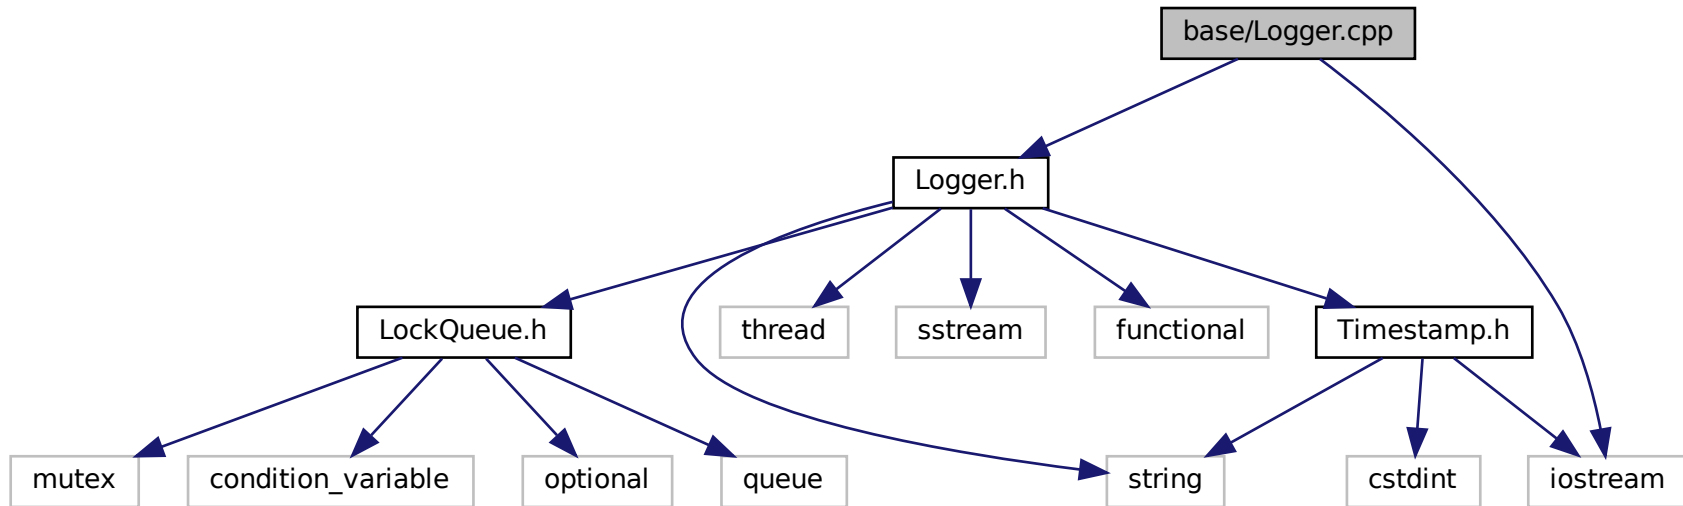 base/Logger.cpp
Logger.h
LockQueue.h
thread
sstream
functional
Timestamp.h
mutex
condition_variable
optional
queue
string
cstdint
iostream